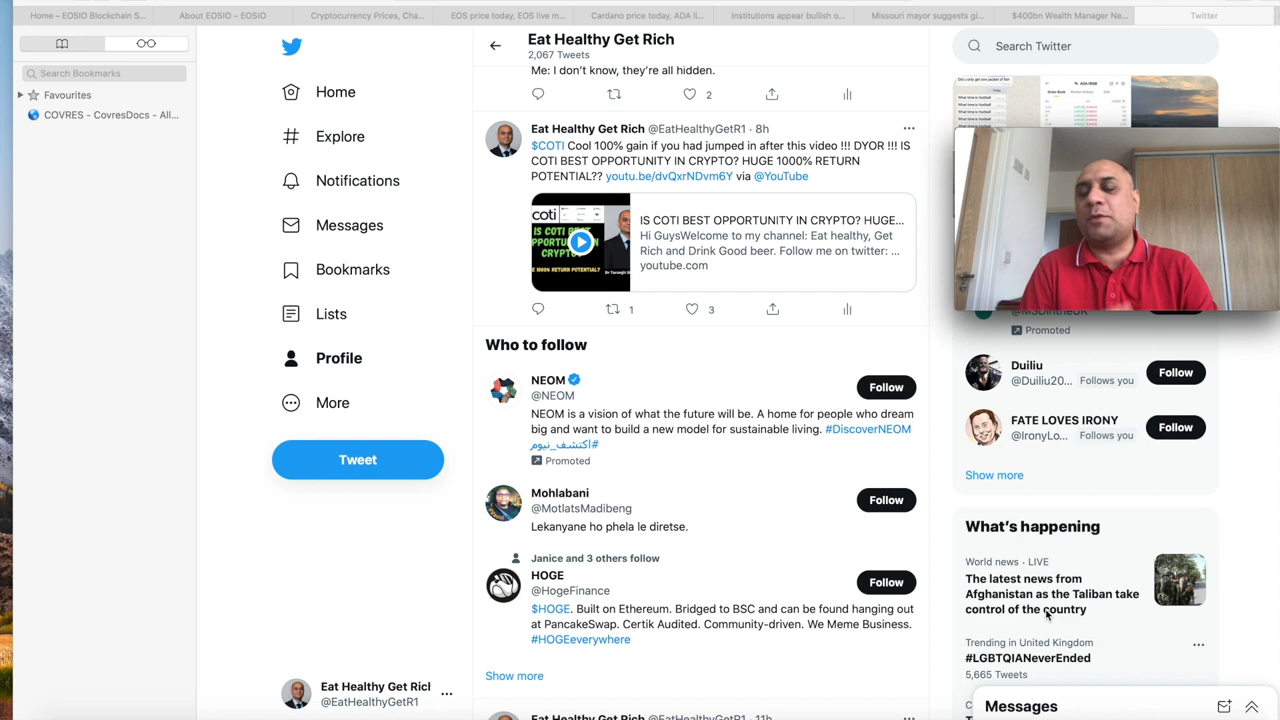 Home – EOSIO Blockchain S...
About EOSIO – EOSIO
Cryptocurrency Prices, Cha...
EOS price today, EOS live m...
Cardano price today, ADA li...
Institutions appear bullish o...
Missouri mayor suggests gi...
$400bn Wealth Manager Ne...
Twitter
Search Bookmarks
Favourites
COVRES - CovresDocs - All...
Home
Explore
Notifications
Messages
Bookmarks
Lists
Profile
More
Tweet
Eat Healthy Get Ricl
@EatHealthyGetR1
Eat Healthy Get Rich
2,067 Tweets
Me: I don't know, they're all hidden.
2
Eat Healthy Get Rich @EatHealthyGetR1 · 8h
$COTI Cool 100% gain if you had jumped in after this video !!! DYOR !!! IS
COTI BEST OPPORTUNITY IN CRYPTO? HUGE 1000% RETURN
POTENTIAL?? youtu.be/dvQxrNDvm6Y via @YouTube
coti
IS COTI BEST OPPORTUNITY IN CRYPTO? HUGE...
Hi GuysWelcome to my channel: Eat healthy, Get
Rich and Drink Good beer. Follow me on twitter: ...
youtube.com
1
3
Who to follow
NEOM
@NEOM
Follow
NEOM is a vision of what the future will be. A home for people who dream
big and want to build a new model for sustainable living. #DiscoverNEOM
#اكتشف_نيوم
Promoted
Mohlabani
@MotlatsMadibeng
Follow
Lekanyane ho phela le diretse.
Janice and 3 others follow
HOGE
@HogeFinance
Follow
$HOGE. Built on Ethereum. Bridged to BSC and can be found hanging out
at PancakeSwap. Certik Audited. Community-driven. We Meme Business.
#HOGEeverywhere
Show more
Eat Healthy Get Rich @EatHealthyGetR1 · 11h
Search Twitter
Promoted
Duiliu
@Duiliu20... Follows you
Follow
FATE LOVES IRONY
@IronyLo... Follows you
Follow
Show more
What's happening
World news · LIVE
The latest news from
Afghanistan as the Taliban take
control of the country
Trending in United Kingdom
#LGBTQIANeverEnded
5,665 Tweets
Messages